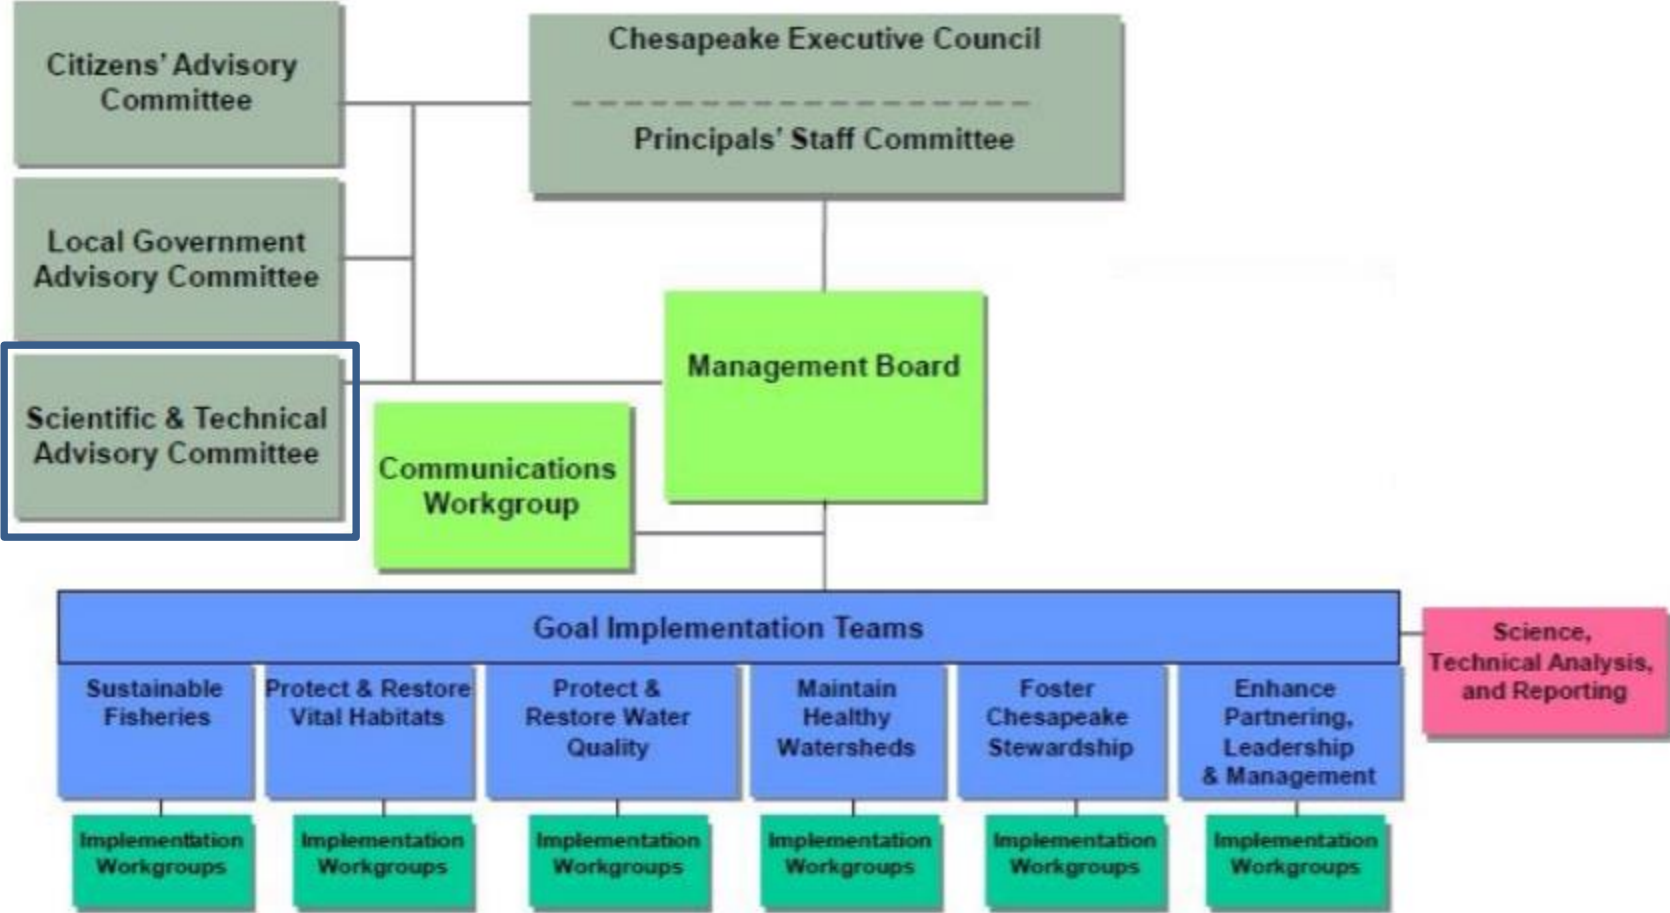 Citizens' Advisory
Committee
Chesapeake Executive Council
Principals' Staff Committee
Local Government
Advisory Committee
Scientific & Technical
Advisory Committee
Management Board
Communications
Workgroup
Goal Implementation Teams
Science,
Technical Analysis,
and Reporting
Sustainable
Fisheries
Protect & Restore
Vital Habitats
Protect &
Restore Water
Quality
Maintain
Healthy
Watersheds
Foster
Chesapeake
Stewardship
Enhance
Partnering,
Leadership
& Management
Implementation
Workgroups
Implementation
Workgroups
Implementation
Workgroups
Implementation
Workgroups
Implementation
Workgroups
Implementation
Workgroups